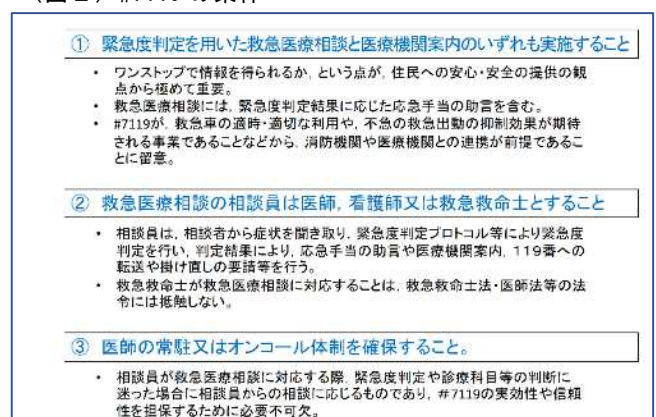 ① 緊急度判定を用いた救急医療相談と医療機関案内のいずれも実施すること
・ ワンストップで情報を得られるか，という点が，住民への安心・安全の提供の観
点から極めて重要。
・ 救急医療相談には，緊急度判定結果に応じた応急手当の助言を含む。
・ #7119が，救急車の適時・適切な利用や，不急の救急出動の抑制効果が期待
される事業であることなどから，消防機関や医療機関との連携が前提であるこ
とに留意。
② 救急医療相談の相談員は医師，看護師又は救急救命士とすること
・ 相談員は，相談者から症状を聞き取り，緊急度判定プロトコル等により緊急度
判定を行い，判定結果により，応急手当の助言や医療機関案内，119番への
転送や掛け直しの要請等を行う。
・ 救急救命士が救急医療相談に対応することは，救急救命士法・医師法等の法
令には抵触しない。
③ 医師の常駐又はオンコール体制を確保すること。
・ 相談員が救急医療相談に対応する際，緊急度判定や診療科目等の判断に
迷った場合に相談員からの相談に応じるものであり，#7119の実効性や信頼
性を担保するために必要不可欠。